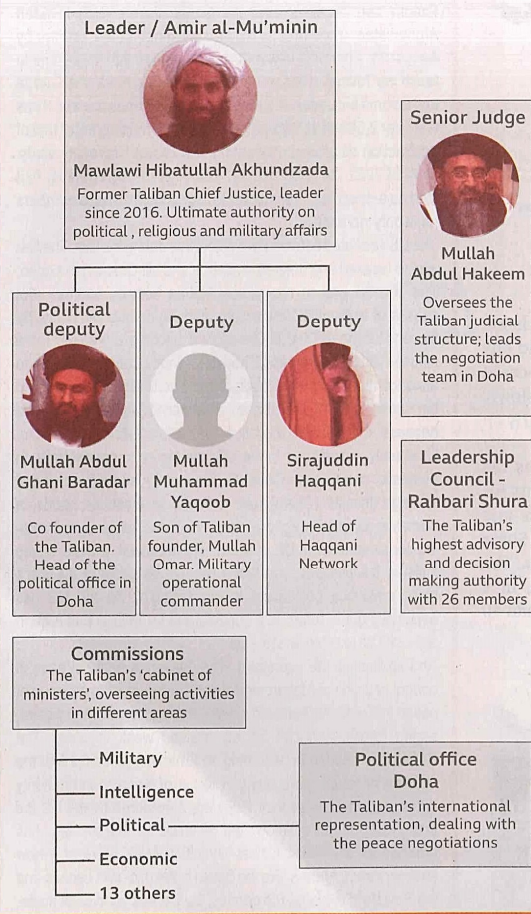 Leader / Amir al-Mu'minin
Mawlawi Hibatullah Akhundzada
Former Taliban Chief Justice, leader
since 2016. Ultimate authority on
political , religious and military affairs
Senior Judge
Mullah
Abdul Hakeem
Oversees the
Taliban judicial
structure; leads
the negotiation
team in Doha
Political
deputy
Mullah Abdul
Ghani Baradar
Co founder of
the Taliban.
Head of the
political office in
Doha
Deputy
Mullah
Muhammad
Yaqoob
Son of Taliban
founder, Mullah
Omar. Military
operational
commander
Deputy
Sirajuddin
Haqqani
Head of
Haqqani
Network
Leadership
Council -
Rahbari Shura
The Taliban's
highest advisory
and decision
making authority
with 26 members
Commissions
The Taliban's 'cabinet of
ministers', overseeing activities
in different areas
Military
Intelligence
Political
Economic
13 others
Political office
Doha
The Taliban's international
representation, dealing with
the peace negotiations